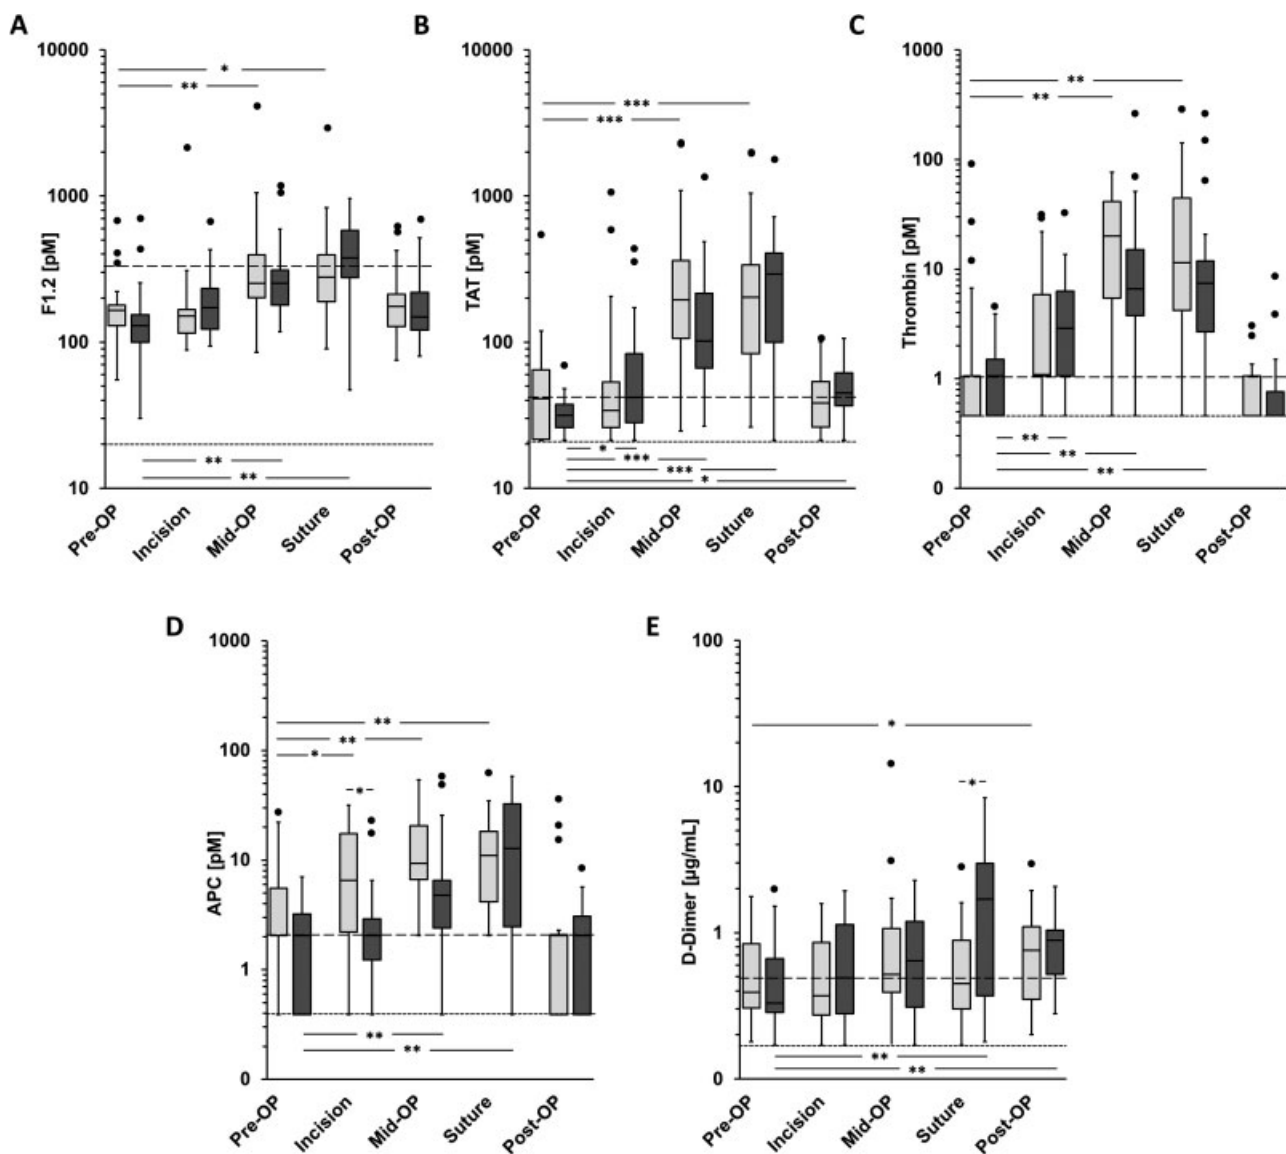 A
F1.2 [pM]
10000
1000
100
10
*
**
**
**
Pre-OP
Incision
Mid-OP
Suture
Post-OP
B
TAT [pM]
10000
1000
100
10
***
***
*
***
***
*
Pre-OP
Incision
Mid-OP
Suture
Post-OP
C
Thrombin [pM]
1000
100
10
1
0
**
**
**
**
**
Pre-OP
Incision
Mid-OP
Suture
Post-OP
D
APC [pM]
1000
100
10
1
0
**
**
*
*
**
**
Pre-OP
Incision
Mid-OP
Suture
Post-OP
E
D-Dimer [µg/mL]
100
10
1
0
*
*
**
**
Pre-OP
Incision
Mid-OP
Suture
Post-OP